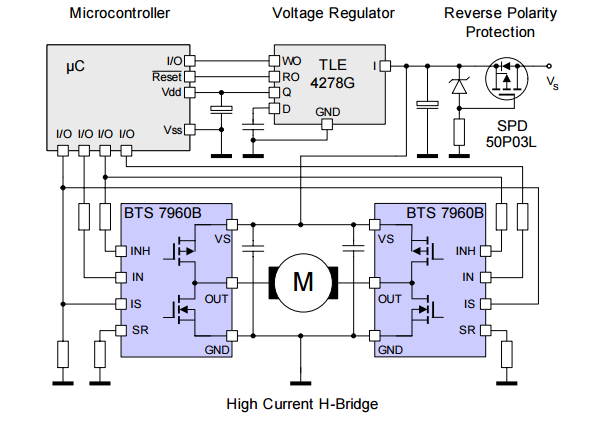 Microcontroller
Voltage Regulator
Reverse Polarity
Protection
µC
I/O
Reset
Vdd
Vss
I/O
I/O
I/O
I/O
WO
RO
Q
D
TLE
4278G
I
GND
Vs
SPD
50P03L
BTS 7960B
VS
INH
IN
IS
SR
OUT
GND
M
BTS 7960B
VS
INH
IN
IS
SR
OUT
GND
High Current H-Bridge